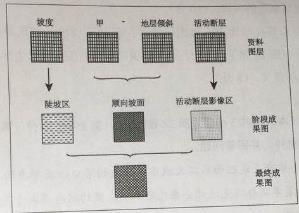 坡度 甲 地层倾斜 活动断层
资料
图层
陡坡区 顺向坡面 活动断层影像区
阶段成
果图
最终成
果图